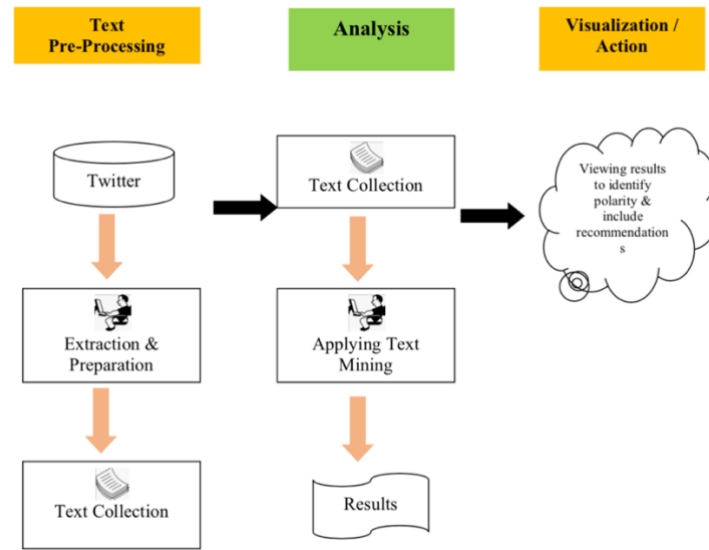 Text
Pre-Processing
Analysis
Visualization /
Action
Twitter
Extraction &
Preparation
Text Collection
Text Collection
Applying Text
Mining
Results
Viewing results
to identify
polarity &
include
recommendation
s